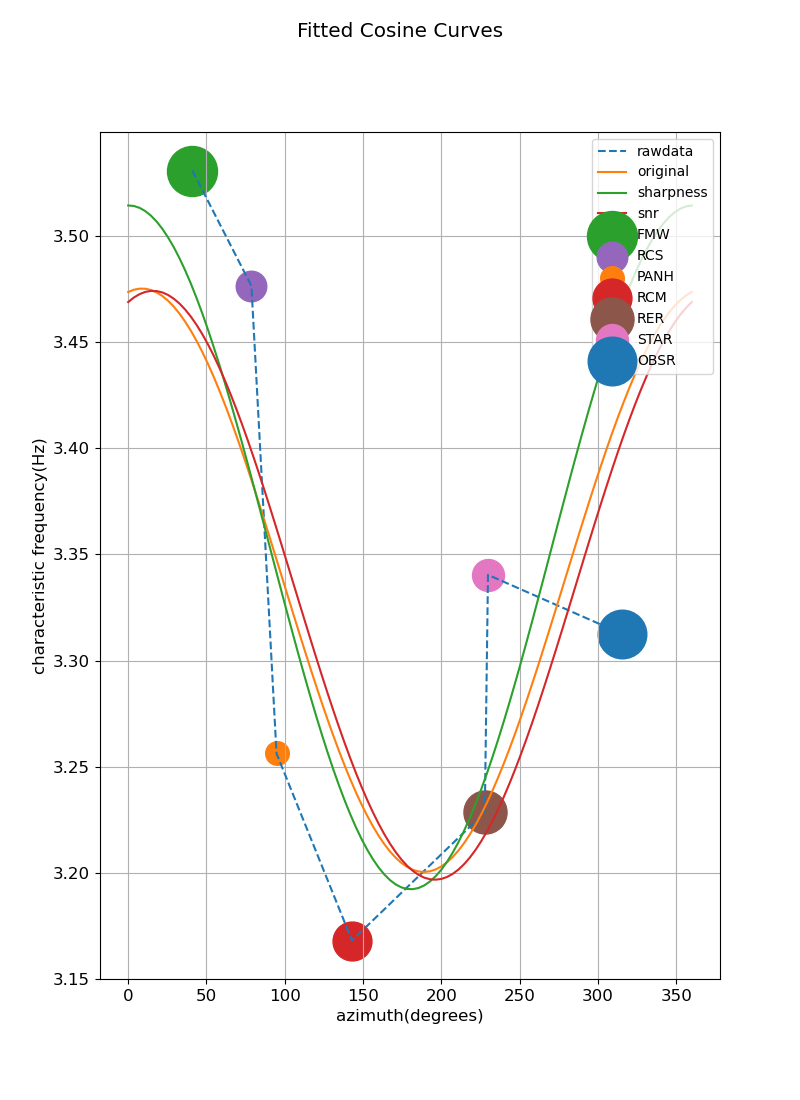 Fitted Cosine Curves
rawdata
original
sharpness
snr
FMW
RCS
PANH
RCM
RER
STAR
OBSR
characteristic frequency(Hz)
3.50
3.45
3.40
3.35
3.30
3.25
3.20
3.15
0 50 100 150 200 250 300 350
azimuth(degrees)